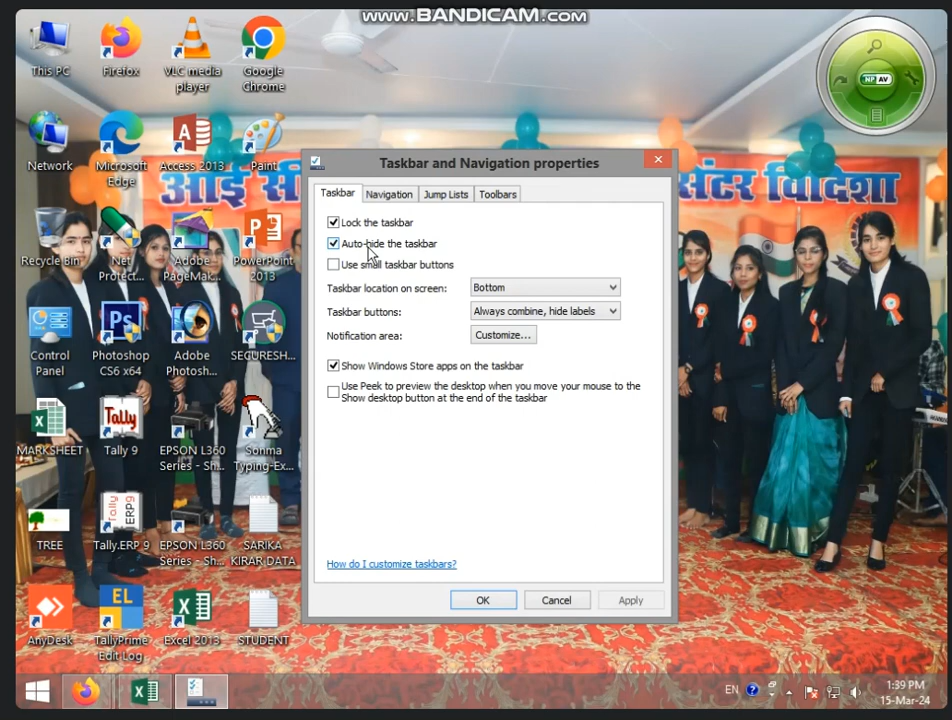 www.BANDICAM.com
This PC
Firefox
VLC media
player
Google
Chrome
NP AV
Network
Microsoft
Edge
Access 2013
Paint
Recycle Bin
Net
Protect...
Adobe
PageMak...
PowerPoint
2013
Control
Panel
Photoshop
CS6 x64
Adobe
Photosh...
SECURESH...
MARKSHEET
Tally 9
EPSON L360
Series - Sh...
Sonma
Typing-Ex...
TREE
Tally.ERP 9
EPSON L360
Series - Sh...
SARIKA
KIRAR DATA
AnyDesk
TallyPrime
Edit Log
Excel 2013
STUDENT
आई सी
सेंटर विदिशा
Taskbar and Navigation properties
Taskbar
Navigation
Jump Lists
Toolbars
Lock the taskbar
Auto-hide the taskbar
Use small taskbar buttons
Taskbar location on screen:
Bottom
Taskbar buttons:
Always combine, hide labels
Notification area:
Customize...
Show Windows Store apps on the taskbar
Use Peek to preview the desktop when you move your mouse to the
Show desktop button at the end of the taskbar
How do I customize taskbars?
OK
Cancel
Apply
EN
1:39 PM
15-Mar-24